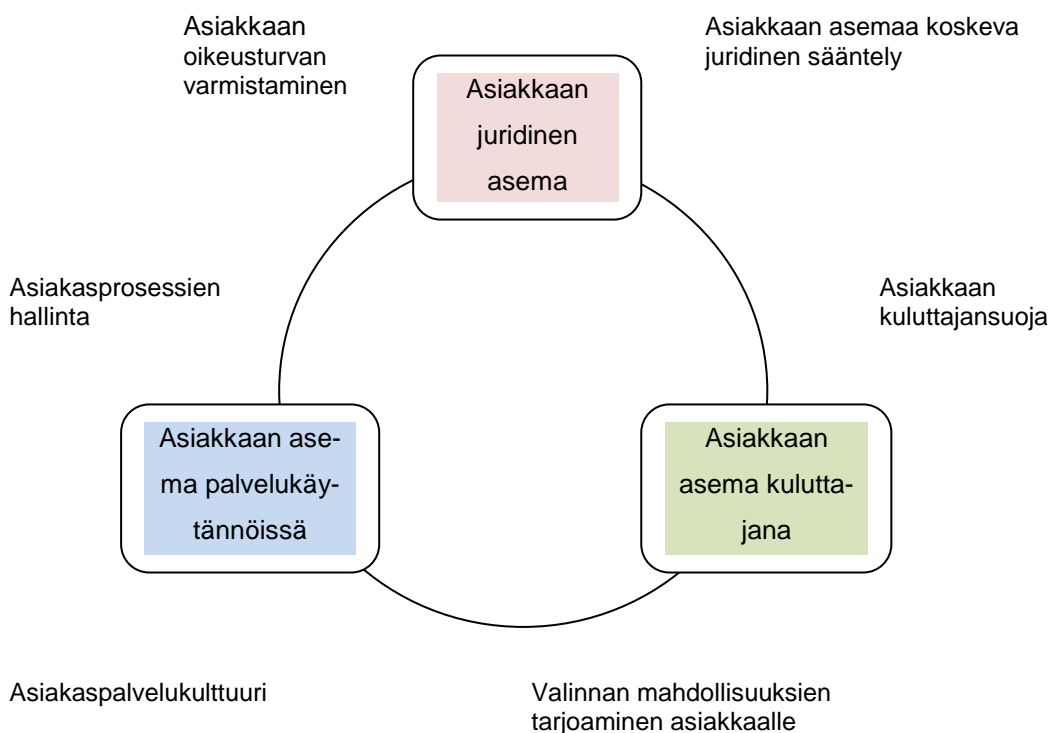 Asiakkaan
oikeusturvan
varmistaminen
Asiakkaan asemaa koskeva
juridinen sääntely
Asiakkaan
juridinen
asema
Asiakasprosessien
hallinta
Asiakkaan
kuluttajansuoja
Asiakkaan ase-
ma palvelukäy-
tännöissä
Asiakkaan
asema kulutta-
jana
Asiakaspalvelukulttuuri
Valinnan mahdollisuuksien
tarjoaminen asiakkaalle